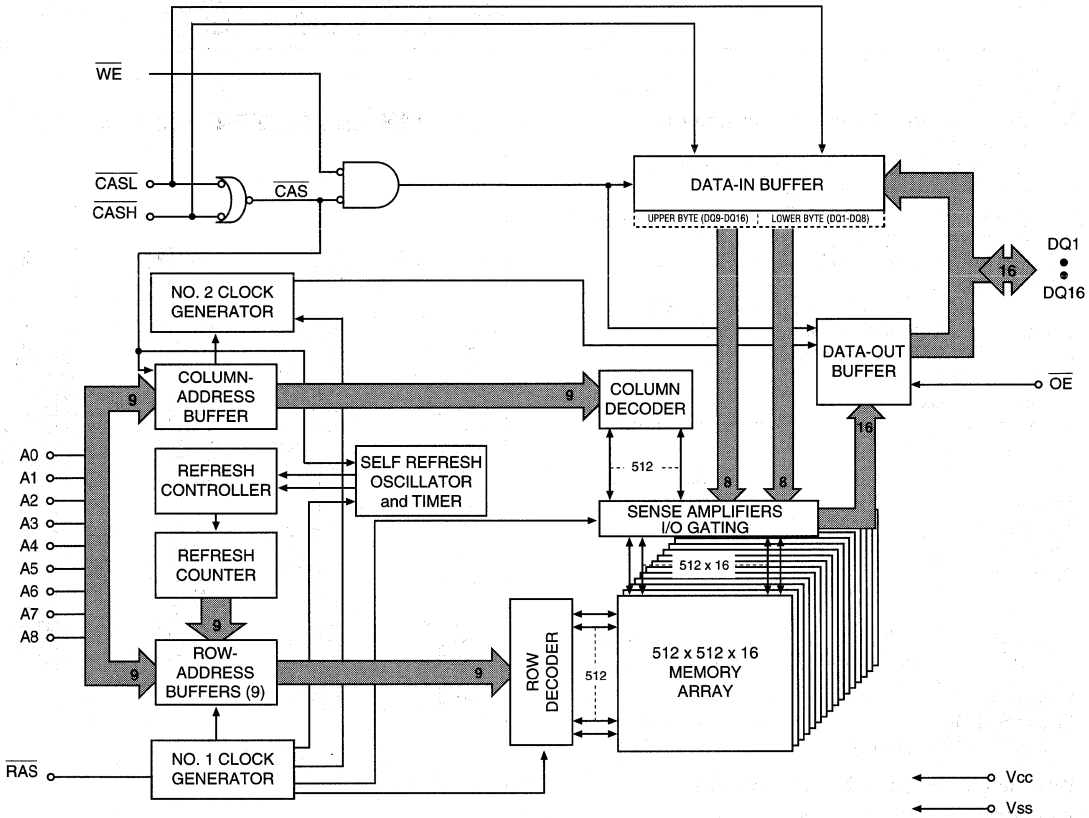 WE
CASL
CASH
CAS
DATA-IN BUFFER
UPPER BYTE (DQ9-DQ16)
LOWER BYTE (DQ1-DQ8)
DQ1
16
DQ16
NO. 2 CLOCK
GENERATOR
DATA-OUT
BUFFER
OE
COLUMN-
ADDRESS
BUFFER
9
9
COLUMN
DECODER
16
A0
A1
A2
A3
A4
A5
A6
A7
A8
REFRESH
CONTROLLER
SELF REFRESH
OSCILLATOR
and TIMER
512
8
8
SENSE AMPLIFIERS
I/O GATING
REFRESH
COUNTER
512 x 16
9
ROW-
ADDRESS
BUFFERS (9)
9
9
ROW
DECODER
512
512 x 512 x 16
MEMORY
ARRAY
RAS
NO. 1 CLOCK
GENERATOR
Vcc
Vss